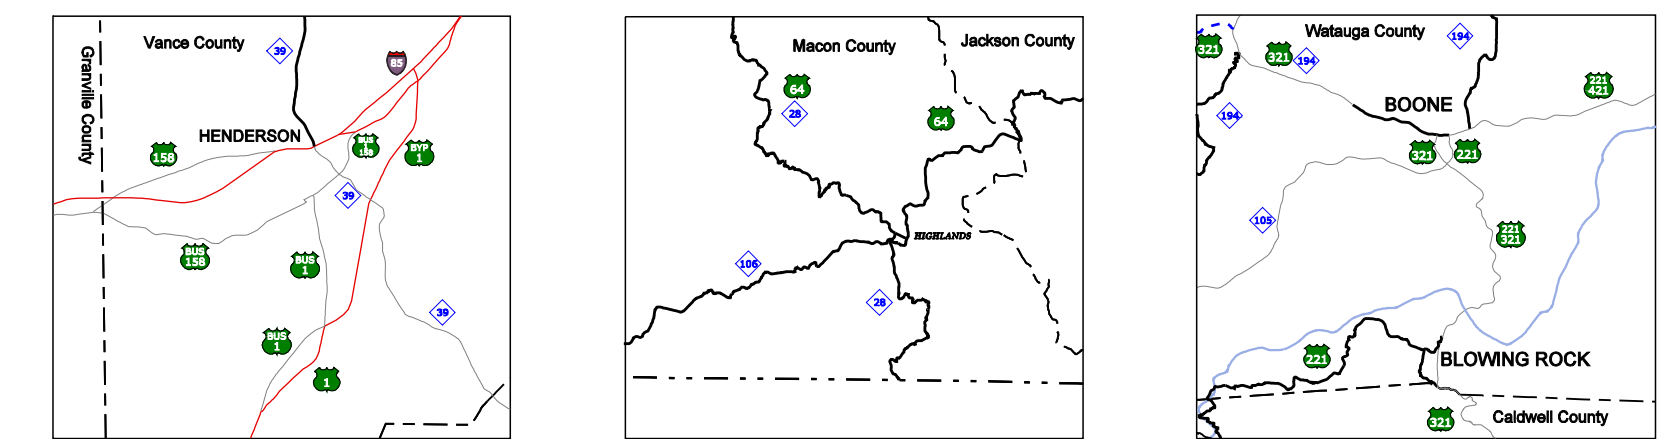 Granville County
Vance County
39
85
HENDERSON
158
BUS
1
158
BYP
1
39
BUS
158
BUS
1
39
BUS
1
1
Macon County
Jackson County
64
28
64
HIGHLANDS
106
28
Watauga County
194
321
321
194
221
421
BOONE
194
321
221
105
221
321
221
BLOWING ROCK
321
Caldwell County